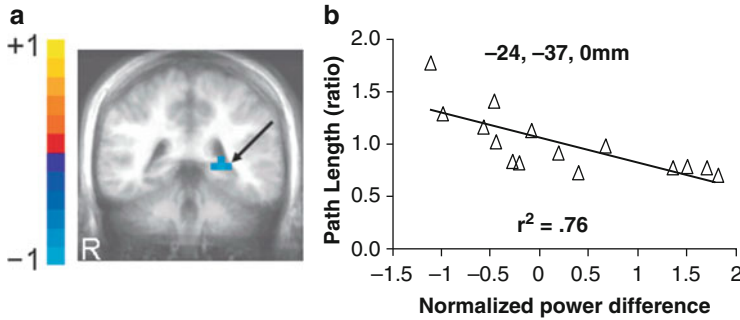 a
+1
−1
R
b
−24, −37, 0mm
Path Length (ratio)
2.0
1.5
1.0
0.5
0.0
r² = .76
−1.5 −1 −0.5 0 0.5 1 1.5 2
Normalized power difference